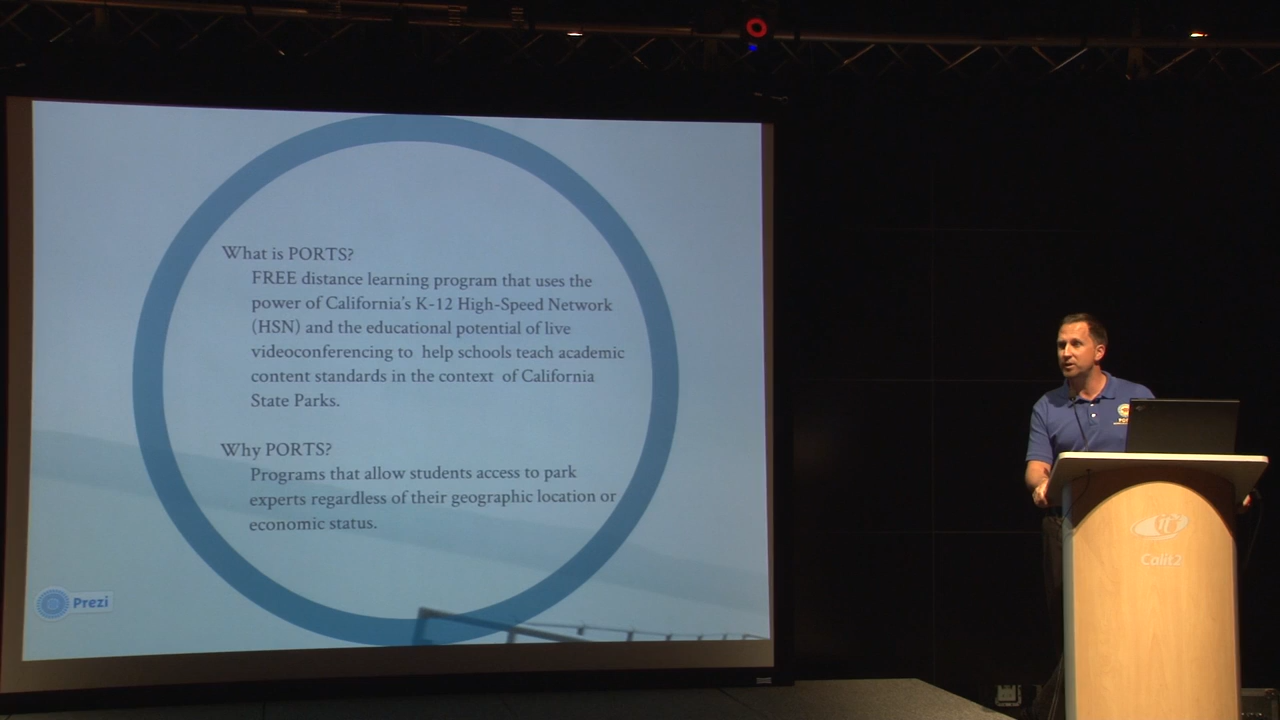 What is PORTS?
FREE distance learning program that uses the
power of California's K-12 High-Speed Network
(HSN) and the educational potential of live
videoconferencing to help schools teach academic
content standards in the context of California
State Parks.
Why PORTS?
Programs that allow students access to park
experts regardless of their geographic location or
economic status.
Prezi
Calit2